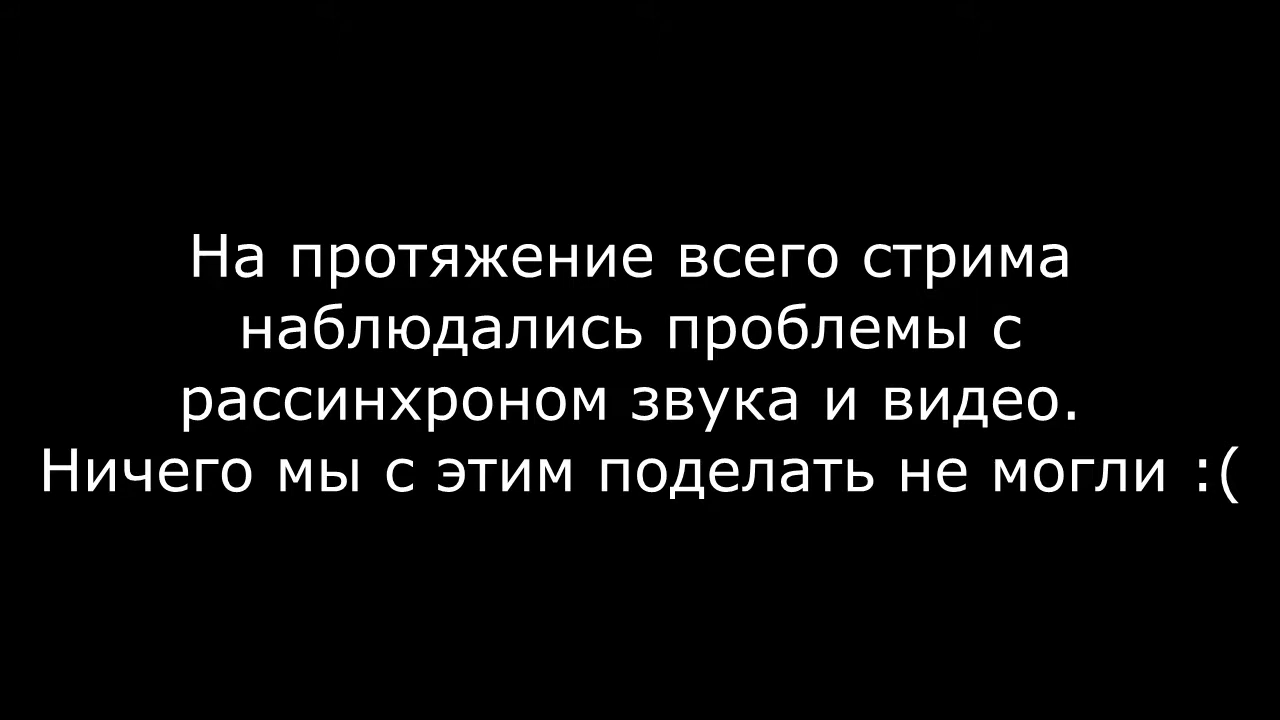 На протяжение всего стрима
наблюдались проблемы с
рассинхроном звука и видео.
Ничего мы с этим поделать не могли :(